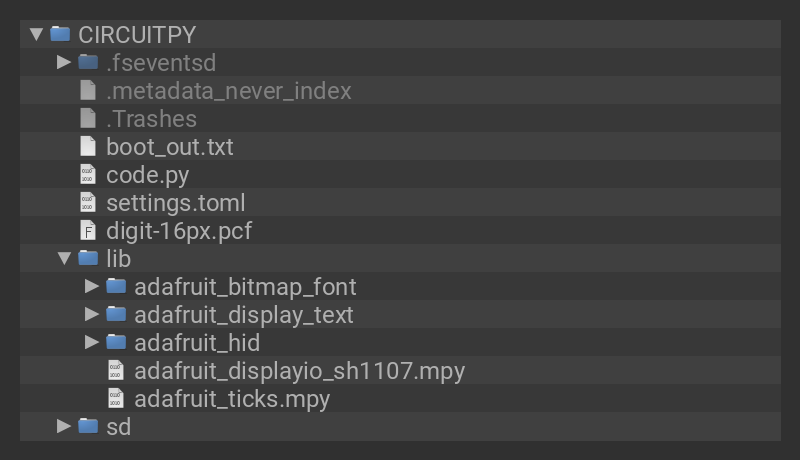 CIRCUITPY
.fseventsd
.metadata_never_index
.Trashes
boot_out.txt
code.py
settings.toml
digit-16px.pcf
lib
adafruit_bitmap_font
adafruit_display_text
adafruit_hid
adafruit_displayio_sh1107.mpy
adafruit_ticks.mpy
sd